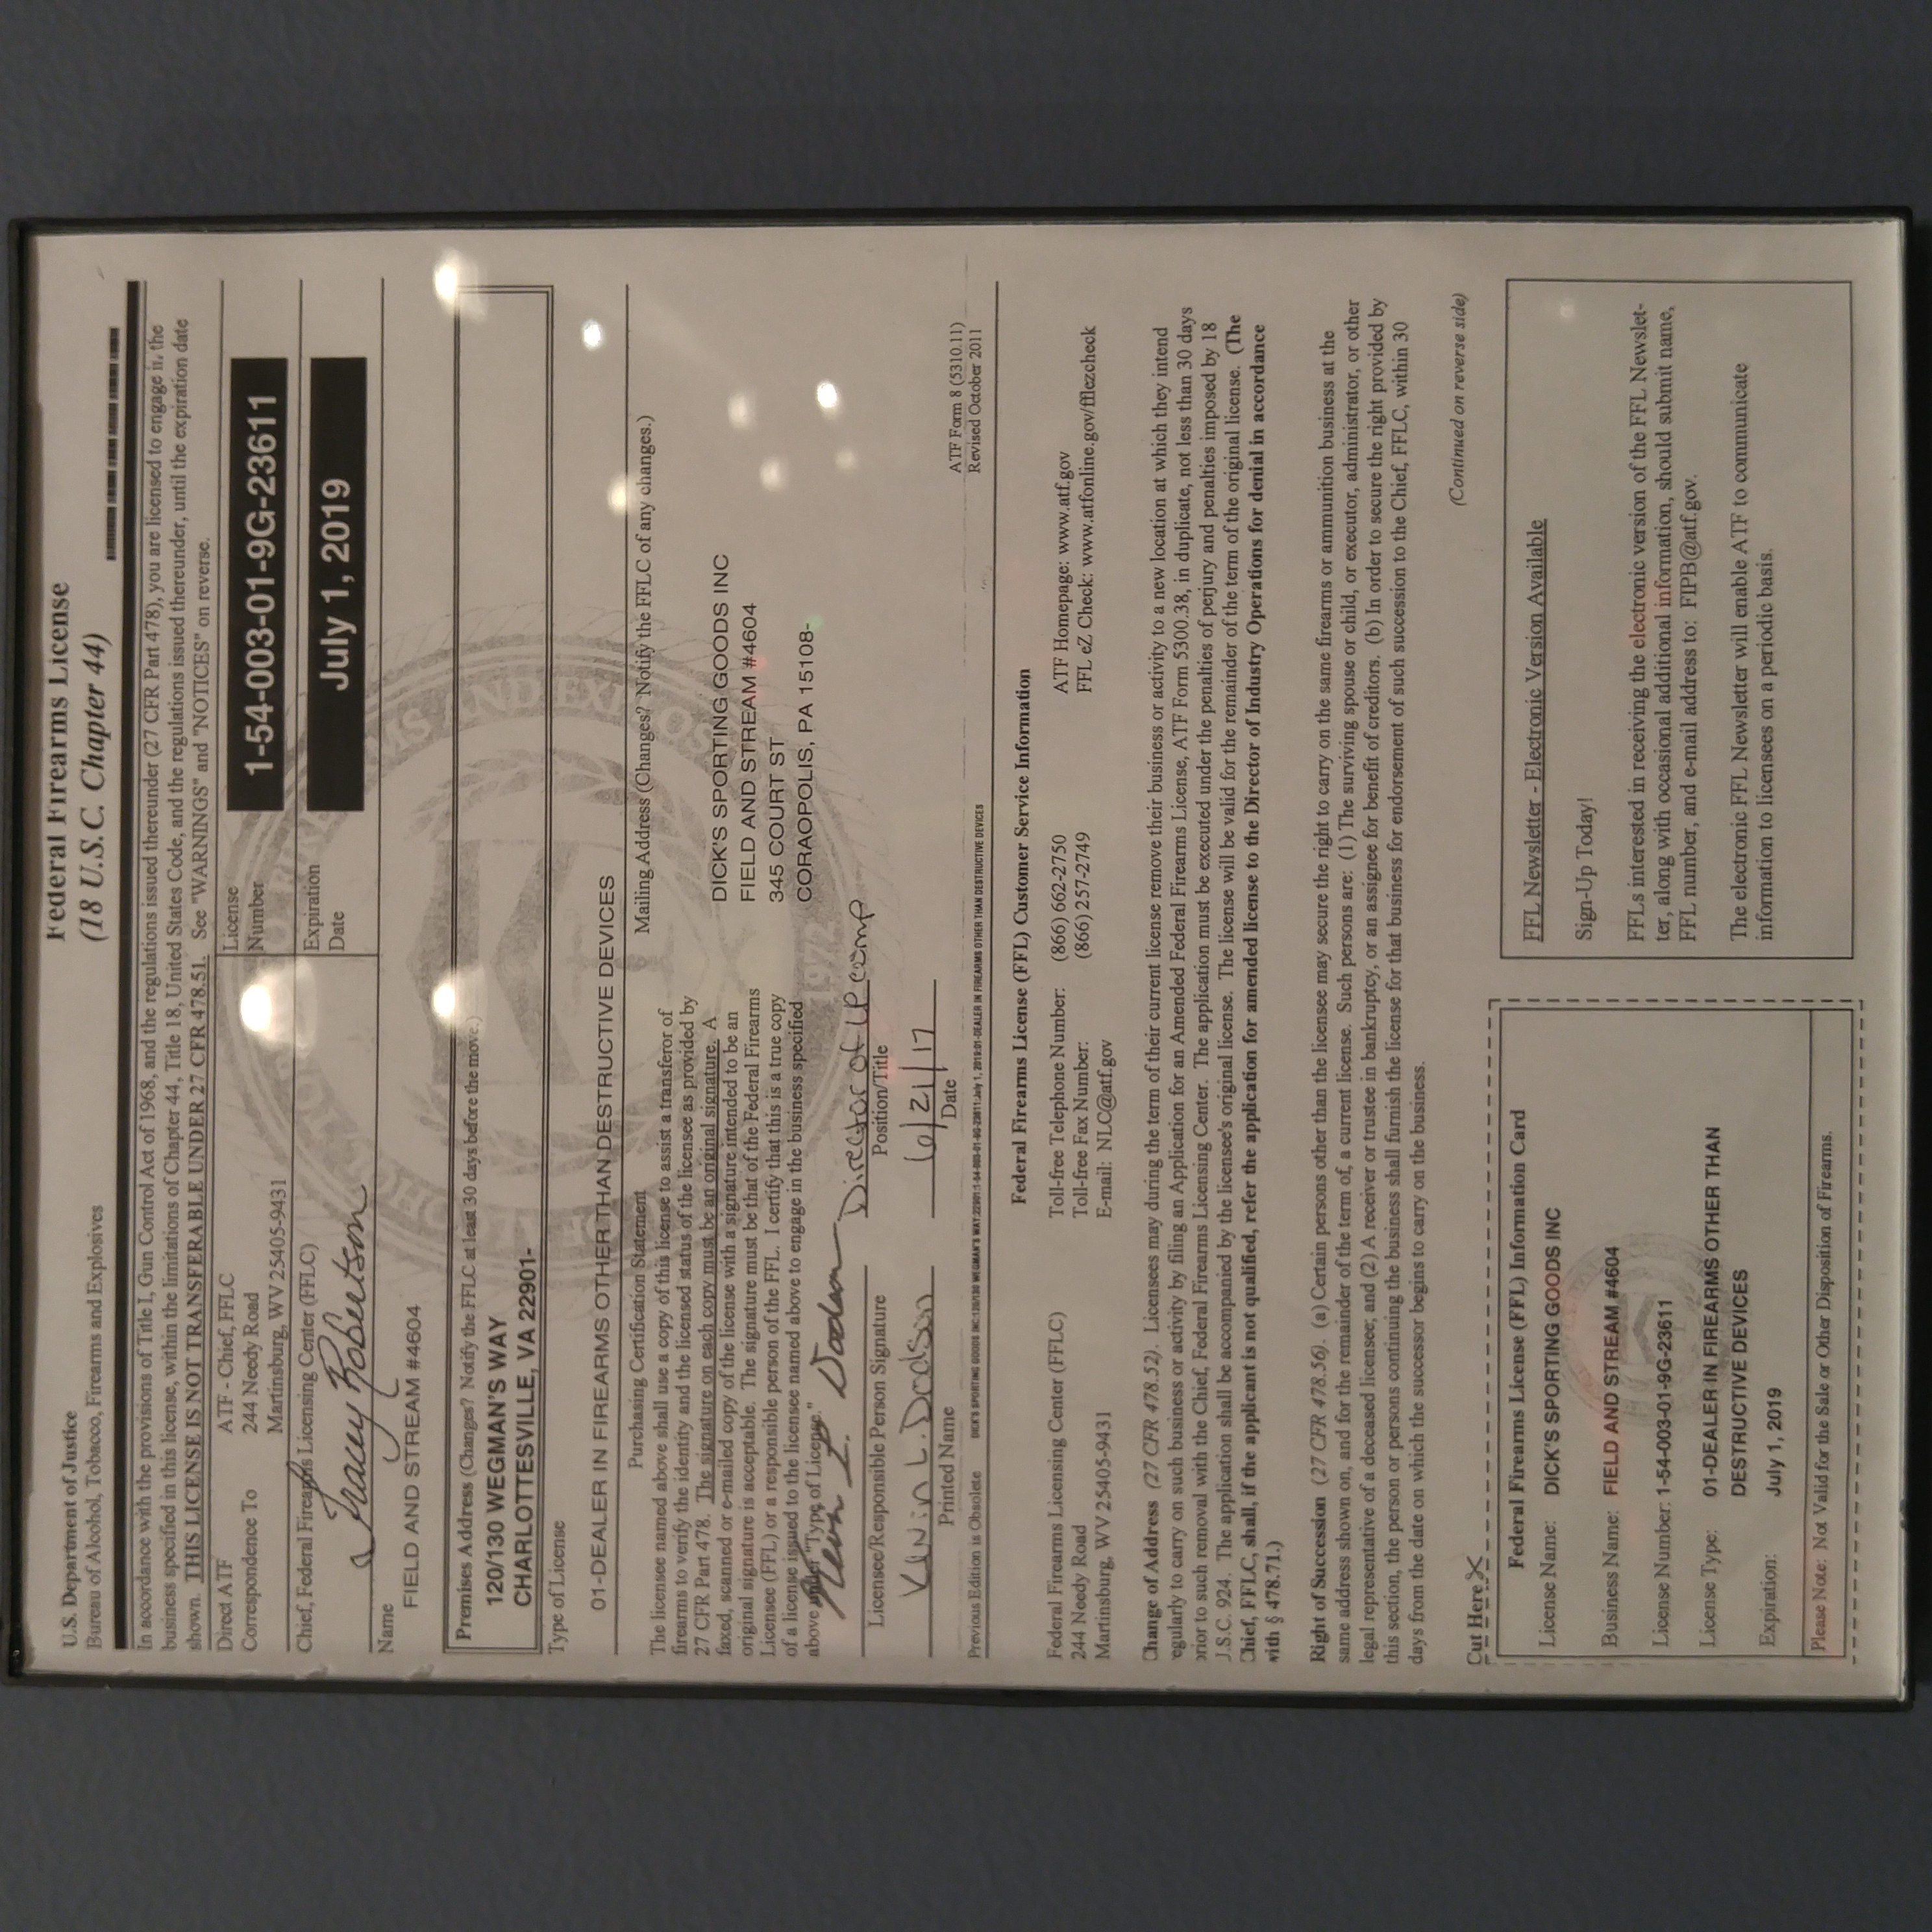 U.S. Department of Justice
Bureau of Alcohol, Tobacco, Firearms and Explosives
Federal Firearms License
(18 U.S.C. Chapter 44)
In accordance with the provisions of Title I, Gun Control Act of 1968, and the regulations issued thereunder (27 CFR Part 478), you are licensed to engage in the
business specified in this license, within the limitations of Chapter 44, Title 18, United States Code, and the regulations issued thereunder, until the expiration date
shown. THIS LICENSE IS NOT TRANSFERABLE UNDER 27 CFR 478.51. See "WARNINGS" and "NOTICES" on reverse.
Direct ATF
Correspondence To
ATF - Chief, FFLC
244 Needy Road
Martinsburg, WV 25405-9431
License
Number
1-54-003-01-9G-23611
Chief, Federal Firearms Licensing Center (FFLC)
Tracey Robertson
Expiration
Date
July 1, 2019
Name
FIELD AND STREAM #4604
Premises Address (Changes? Notify the FFLC at least 30 days before the move.)
120/130 WEGMAN'S WAY
CHARLOTTESVILLE, VA 22901-
Type of License
01-DEALER IN FIREARMS OTHER THAN DESTRUCTIVE DEVICES
Purchasing Certification Statement
The licensee named above shall use a copy of this license to assist a transferor of
firearms to verify the identity and the licensed status of the licensee as provided by
27 CFR Part 478. The signature on each copy must be an original signature. A
faxed, scanned or e-mailed copy of the license with a signature intended to be an
original signature is acceptable. The signature must be that of the Federal Firearms
Licensee (FFL) or a responsible person of the FFL. I certify that this is a true copy
of a license issued to the licensee named above to engage in the business specified
above under "Type of License."
Mailing Address (Changes? Notify the FFLC of any changes.)
DICK'S SPORTING GOODS INC
FIELD AND STREAM #4604
345 COURT ST
CORAOPOLIS, PA 15108-
1972
Kevin L. Dodson
Director of LP comp
Licensee/Responsible Person Signature
Position/Title
Kevin L. Dodson
6/21/17
Printed Name
Date
ATF Form 8 (5310.11)
Revised October 2011
Previous Edition is Obsolete
DICK'S SPORTING GOODS INC:120/130 WEGMAN'S WAY:22901:1-54-003-01-9G-23611:July 1, 2019:01-DEALER IN FIREARMS OTHER THAN DESTRUCTIVE DEVICES
Federal Firearms License (FFL) Customer Service Information
Federal Firearms Licensing Center (FFLC)
244 Needy Road
Martinsburg, WV 25405-9431
Toll-free Telephone Number: (866) 662-2750
Toll-free Fax Number: (866) 257-2749
E-mail: NLC@atf.gov
ATF Homepage: www.atf.gov
FFL eZ Check: www.atfonline.gov/fflezcheck
Change of Address (27 CFR 478.52). Licensees may during the term of their current license remove their business or activity to a new location at which they intend
egularly to carry on such business or activity by filing an Application for an Amended Federal Firearms License, ATF Form 5300.38, in duplicate, not less than 30 days
prior to such removal with the Chief, Federal Firearms Licensing Center. The application must be executed under the penalties of perjury and penalties imposed by 18
U.S.C. 924. The application shall be accompanied by the licensee's original license. The license will be valid for the remainder of the term of the original license. (The
Chief, FFLC, shall, if the applicant is not qualified, refer the application for amended license to the Director of Industry Operations for denial in accordance
with § 478.71.)
Right of Succession (27 CFR 478.56). (a) Certain persons other than the licensee may secure the right to carry on the same firearms or ammunition business at the
same address shown on, and for the remainder of the term of, a current license. Such persons are: (1) The surviving spouse or child, or executor, administrator, or other
legal representative of a deceased licensee; and (2) A receiver or trustee in bankruptcy, or an assignee for benefit of creditors. (b) In order to secure the right provided by
this section, the person or persons continuing the business shall furnish the license for that business for endorsement of such succession to the Chief, FFLC, within 30
days from the date on which the successor begins to carry on the business.
(Continued on reverse side)
Cut Here
Federal Firearms License (FFL) Information Card
License Name: DICK'S SPORTING GOODS INC
Business Name: FIELD AND STREAM #4604
License Number: 1-54-003-01-9G-23611
License Type: 01-DEALER IN FIREARMS OTHER THAN
DESTRUCTIVE DEVICES
Expiration: July 1, 2019
Please Note: Not Valid for the Sale or Other Disposition of Firearms.
FFL Newsletter - Electronic Version Available
Sign-Up Today!
FFLs interested in receiving the electronic version of the FFL Newslet-
ter, along with occasional additional information, should submit name,
FFL number, and e-mail address to: FIPB@atf.gov.
The electronic FFL Newsletter will enable ATF to communicate
information to licensees on a periodic basis.